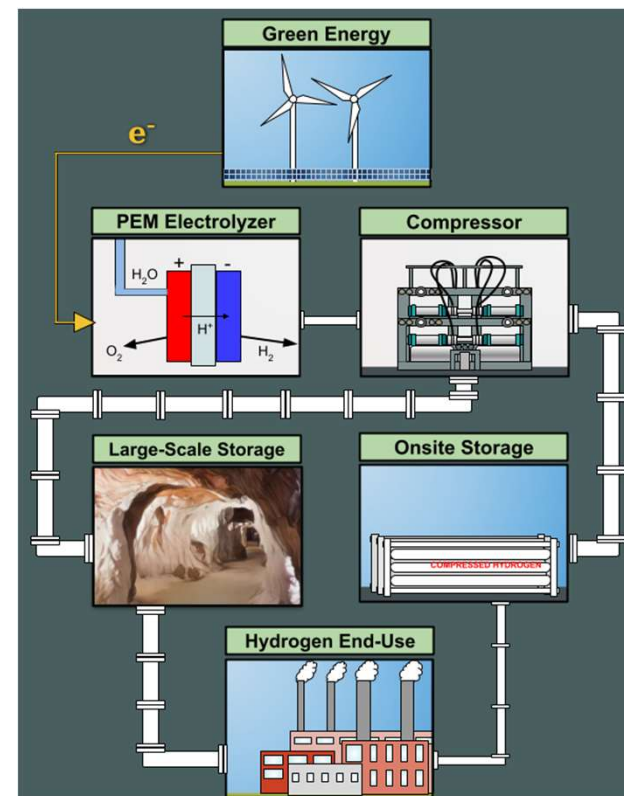 Green Energy
e⁻
PEM Electrolyzer
Compressor
+ -
H₂O
H⁺
O₂
H₂
Large-Scale Storage
Onsite Storage
COMPRESSED HYDROGEN
Hydrogen End-Use